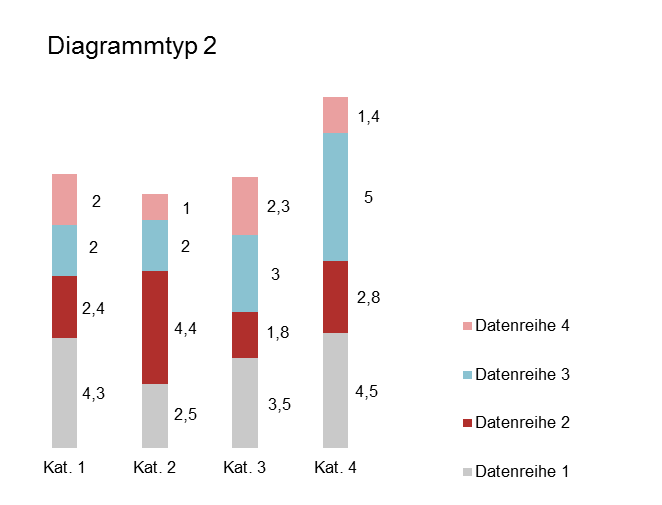 Diagrammtyp 2
1,4
2
1
2,3
5
2
2
3
2,4
4,4
1,8
2,8
4,3
2,5
3,5
4,5
Kat. 1
Kat. 2
Kat. 3
Kat. 4
Datenreihe 4
Datenreihe 3
Datenreihe 2
Datenreihe 1